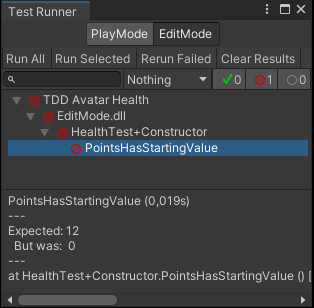 Test Runner
PlayMode EditMode
Run All Run Selected Rerun Failed Clear Results
Nothing 0 1 0
TDD Avatar Health
EditMode.dll
HealthTest+Constructor
PointsHasStartingValue
PointsHasStartingValue (0,019s)
---
Expected: 12
But was: 0
---
at HealthTest+Constructor.PointsHasStartingValue () [